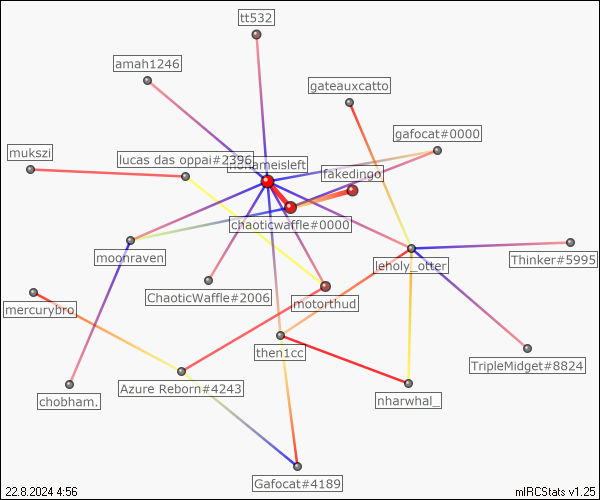 tt532
amah1246
gateauxcatto
gafocat#0000
mukszi
lucas das oppai#2396
nonameisleft
fakedingo
chaoticwaffle#0000
moonraven
leholy_otter
Thinker#5995
ChaoticWaffle#2006
motorthud
mercurybro
then1cc
TripleMidget#8824
Azure Reborn#4243
chobham.
nharwhal_
Gafocat#4189
22.8.2024 4:56
mIRCStats v1.25